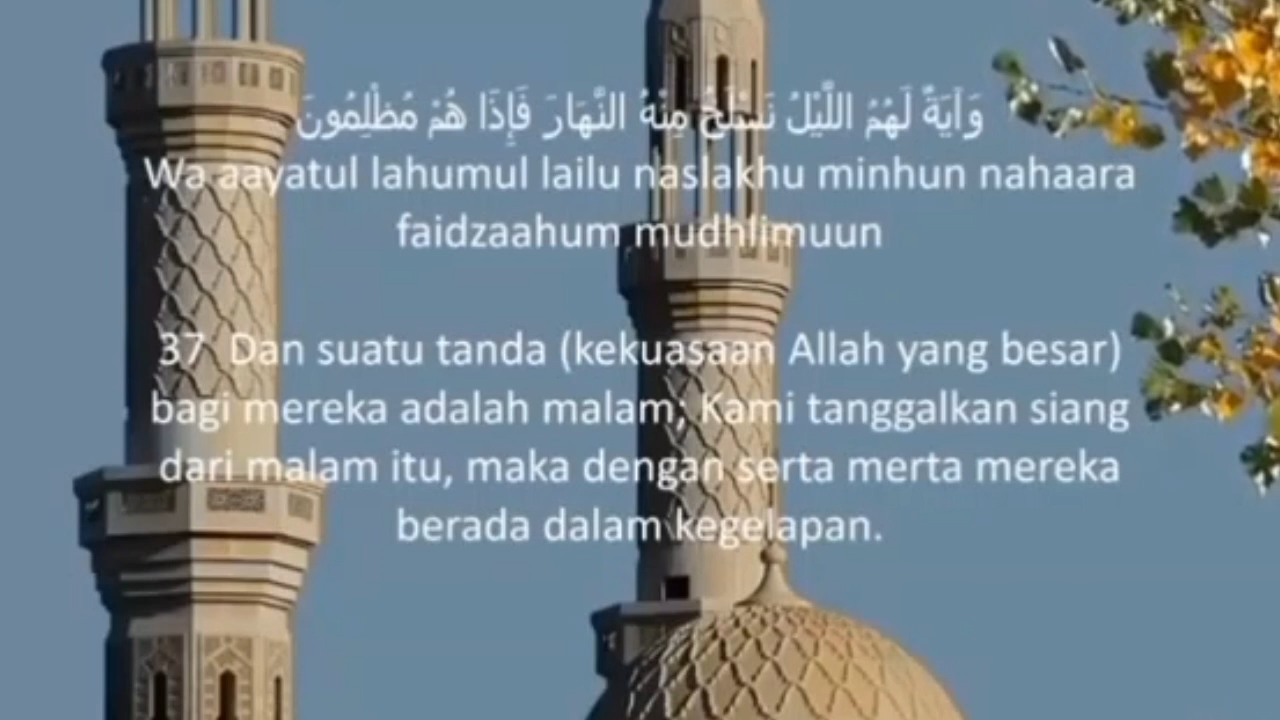 وَآيَةٌ لَهُمُ اللَّيْلُ نَسْلَخُ مِنْهُ النَّهَارَ فَإِذَا هُمْ مُظْلِمُونَ
Wa aayatul lahumul lailu naslakhu minhun nahaara
faidzaahum mudhlimuun
37. Dan suatu tanda (kekuasaan Allah yang besar)
bagi mereka adalah malam; Kami tanggalkan siang
dari malam itu, maka dengan serta merta mereka
berada dalam kegelapan.